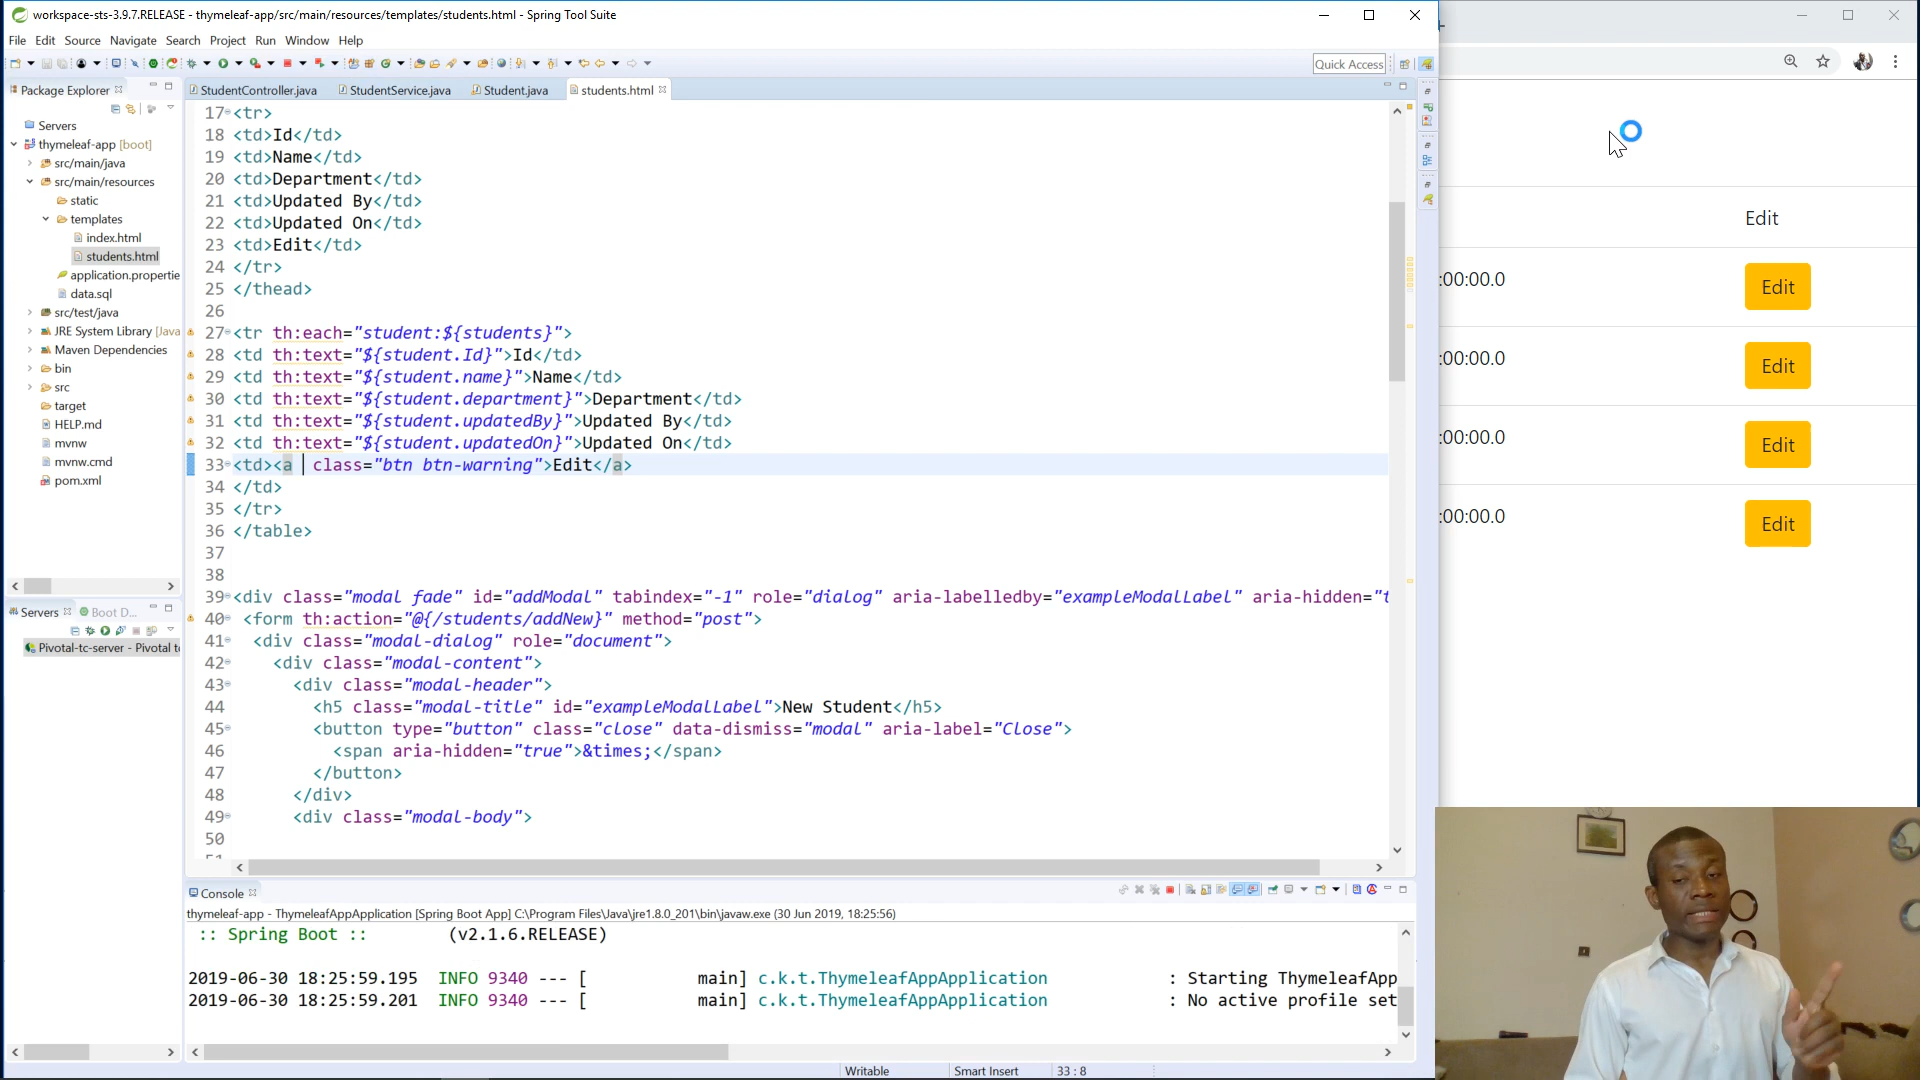 workspace-sts-3.9.7.RELEASE - thymeleaf-app/src/main/resources/templates/students.html - Spring Tool Suite
File Edit Source Navigate Search Project Run Window Help
Quick Access
Package Explorer
Servers
thymeleaf-app [boot]
src/main/java
src/main/resources
static
templates
index.html
students.html
application.propertie
data.sql
src/test/java
JRE System Library [Java
Maven Dependencies
bin
src
target
HELP.md
mvnw
mvnw.cmd
pom.xml
Servers Boot D...
Pivotal-tc-server - Pivotal t
StudentController.java StudentService.java Student.java students.html
17 <tr>
18 <td>Id</td>
19 <td>Name</td>
20 <td>Department</td>
21 <td>Updated By</td>
22 <td>Updated On</td>
23 <td>Edit</td>
24 </tr>
25 </thead>
26
27 <tr th:each="student:${students}">
28 <td th:text="${student.Id}">Id</td>
29 <td th:text="${student.name}">Name</td>
30 <td th:text="${student.department}">Department</td>
31 <td th:text="${student.updatedBy}">Updated By</td>
32 <td th:text="${student.updatedOn}">Updated On</td>
33 <td><a  class="btn btn-warning">Edit</a>
34 </td>
35 </tr>
36 </table>
37
38
39 <div class="modal fade" id="addModal" tabindex="-1" role="dialog" aria-labelledby="exampleModalLabel" aria-hidden="t
40 <form th:action="@{/students/addNew}" method="post">
41 <div class="modal-dialog" role="document">
42 <div class="modal-content">
43 <div class="modal-header">
44 <h5 class="modal-title" id="exampleModalLabel">New Student</h5>
45 <button type="button" class="close" data-dismiss="modal" aria-label="Close">
46 <span aria-hidden="true">&times;</span>
47 </button>
48 </div>
49 <div class="modal-body">
50
Console
thymeleaf-app - ThymeleafAppApplication [Spring Boot App] C:\Program Files\Java\jre1.8.0_201\bin\javaw.exe (30 Jun 2019, 18:25:56)
:: Spring Boot :: (v2.1.6.RELEASE)
2019-06-30 18:25:59.195 INFO 9340 --- [ main] c.k.t.ThymeleafAppApplication : Starting ThymeleafApp
2019-06-30 18:25:59.201 INFO 9340 --- [ main] c.k.t.ThymeleafAppApplication : No active profile set
Writable Smart Insert 33 : 8
Edit
:00:00.0 Edit
:00:00.0 Edit
:00:00.0 Edit
:00:00.0 Edit